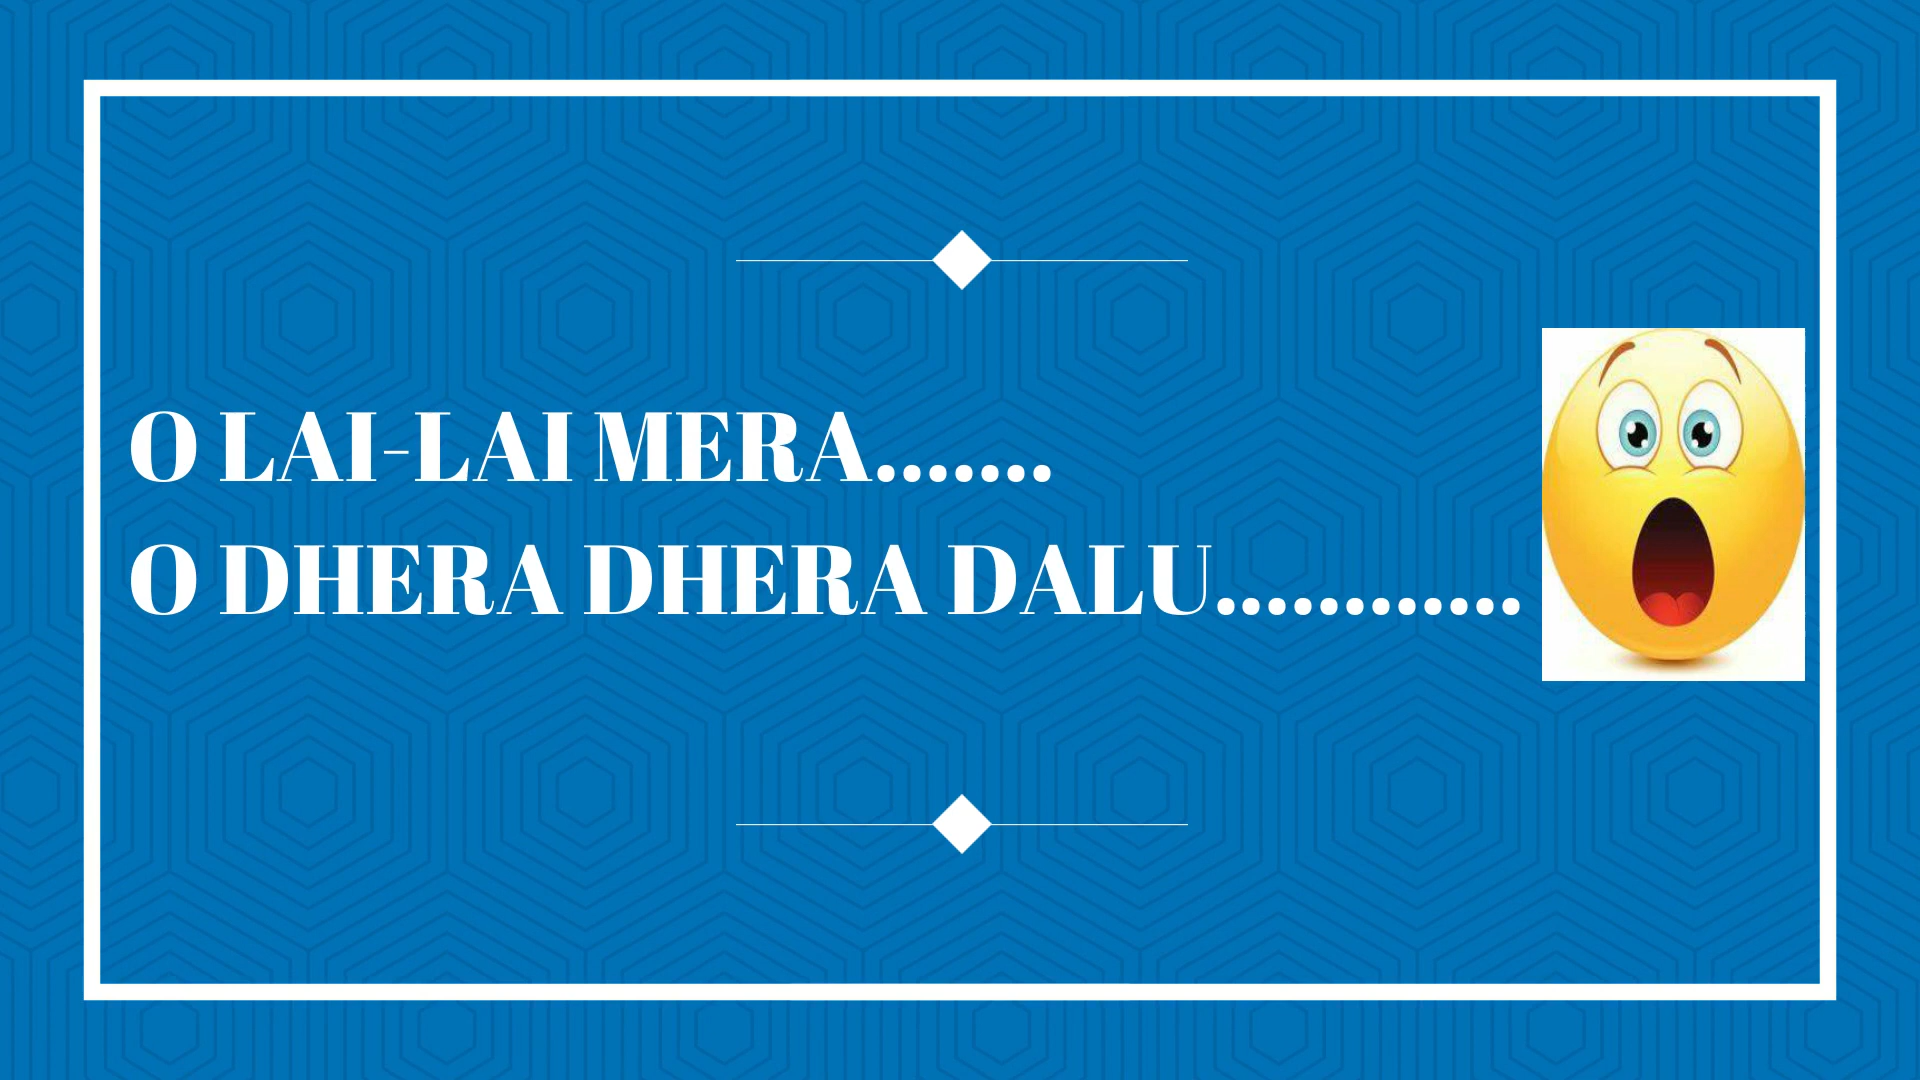 O LAI-LAI MERA.......
O DHERA DHERA DALU............